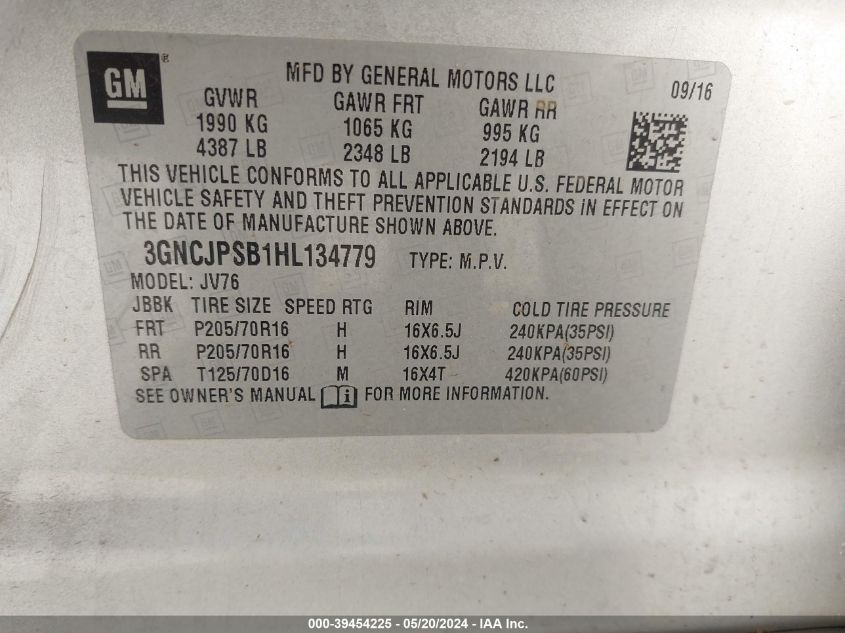 GM
MFD BY GENERAL MOTORS LLC 09/16
GVWR GAWR FRT GAWR RR
1990 KG 1065 KG 995 KG
4387 LB 2348 LB 2194 LB
THIS VEHICLE CONFORMS TO ALL APPLICABLE U.S. FEDERAL MOTOR
VEHICLE SAFETY AND THEFT PREVENTION STANDARDS IN EFFECT ON
THE DATE OF MANUFACTURE SHOWN ABOVE.
3GNCJPSB1HL134779 TYPE: M.P.V.
MODEL: JV76
JBBK TIRE SIZE SPEED RTG RIM COLD TIRE PRESSURE
FRT P205/70R16 H 16X6.5J 240KPA(35PSI)
RR P205/70R16 H 16X6.5J 240KPA(35PSI)
SPA T125/70D16 M 16X4T 420KPA(60PSI)
SEE OWNER'S MANUAL FOR MORE INFORMATION.
000-39454225 - 05/20/2024 - IAA Inc.